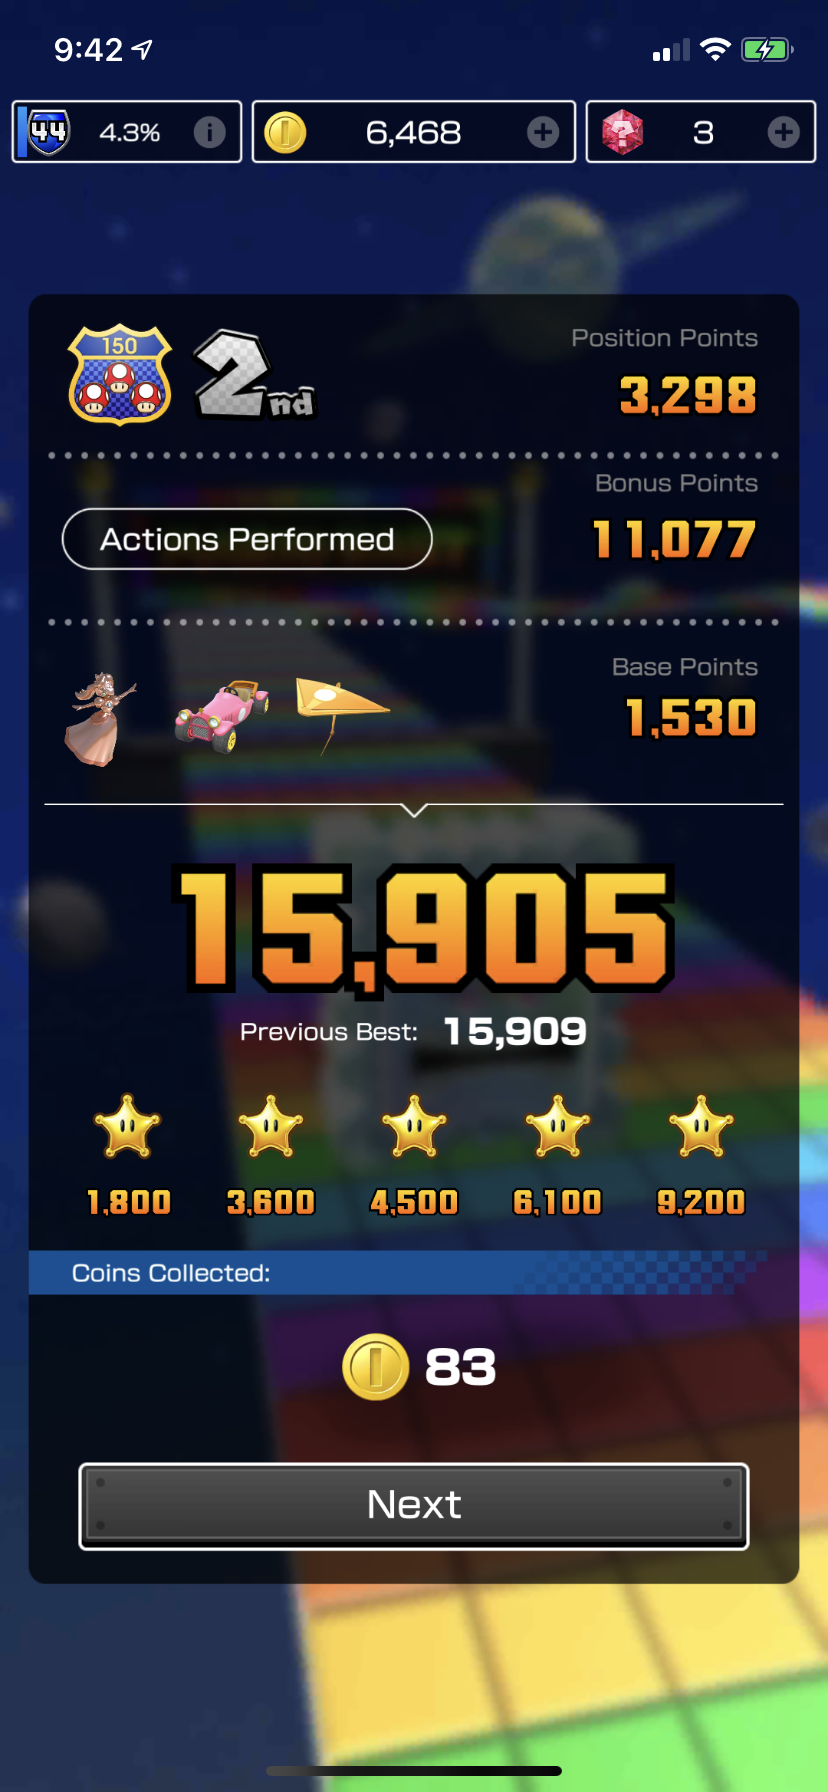 9:42
44 4.3% i 6,468 + ? 3 +
150 2nd Position Points
3,298
Bonus Points
Actions Performed 11,077
Base Points
1,530
15,905
Previous Best: 15,909
1,800 3,600 4,500 6,100 9,200
Coins Collected:
83
Next